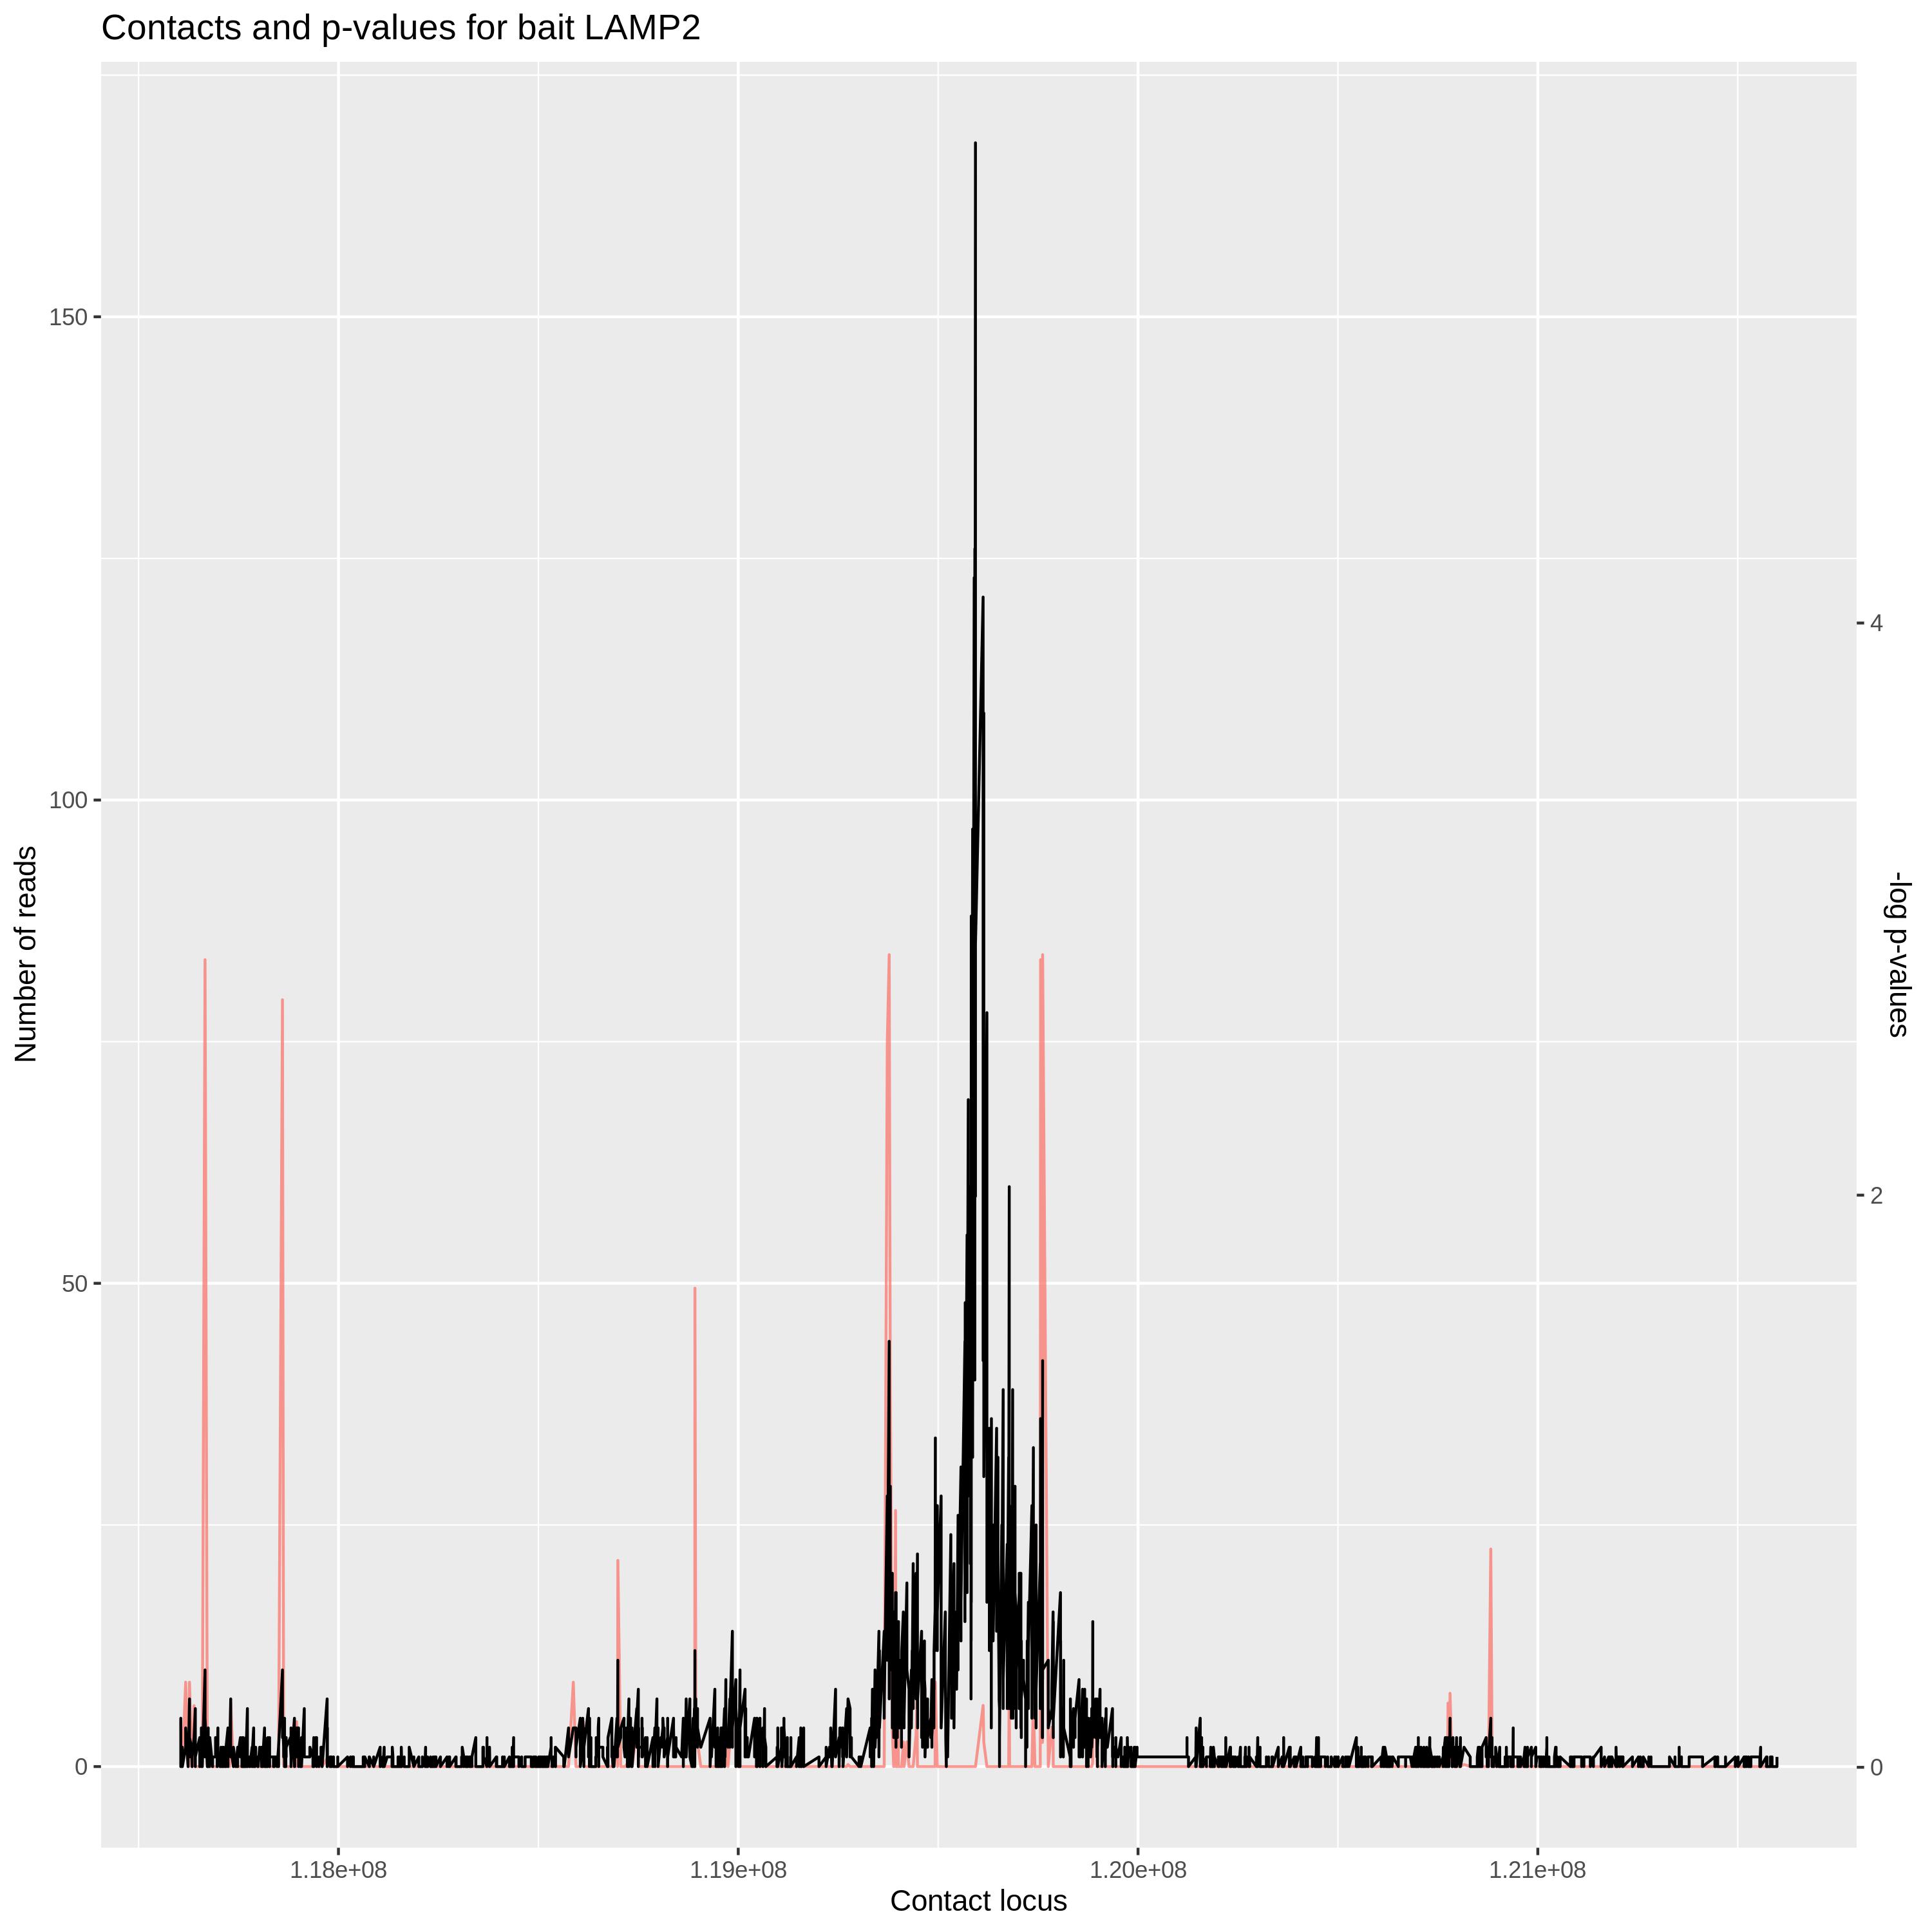 Contacts and p-values for bait LAMP2
150
100
50
0
Number of reads
4
2
0
-log p-values
1.18e+08
1.19e+08
1.20e+08
1.21e+08
Contact locus